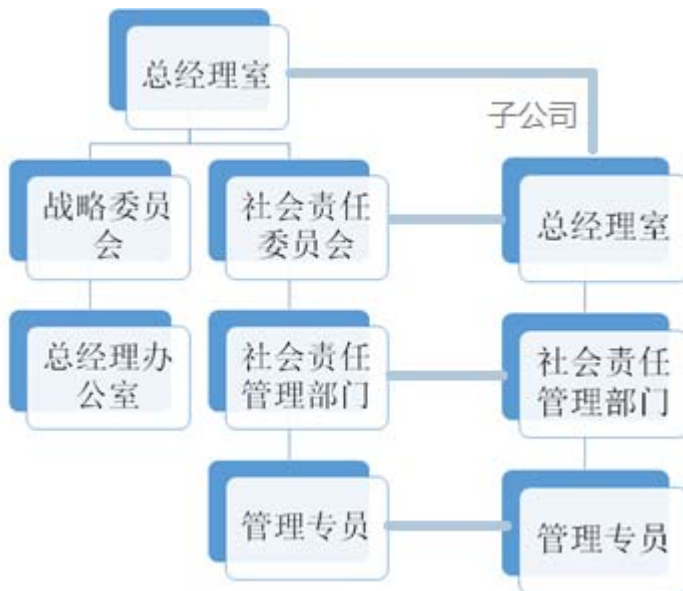 总经理室
子公司
战略委员
会
社会责任
委员会
总经理室
总经理办
公室
社会责任
管理部门
社会责任
管理部门
管理专员
管理专员